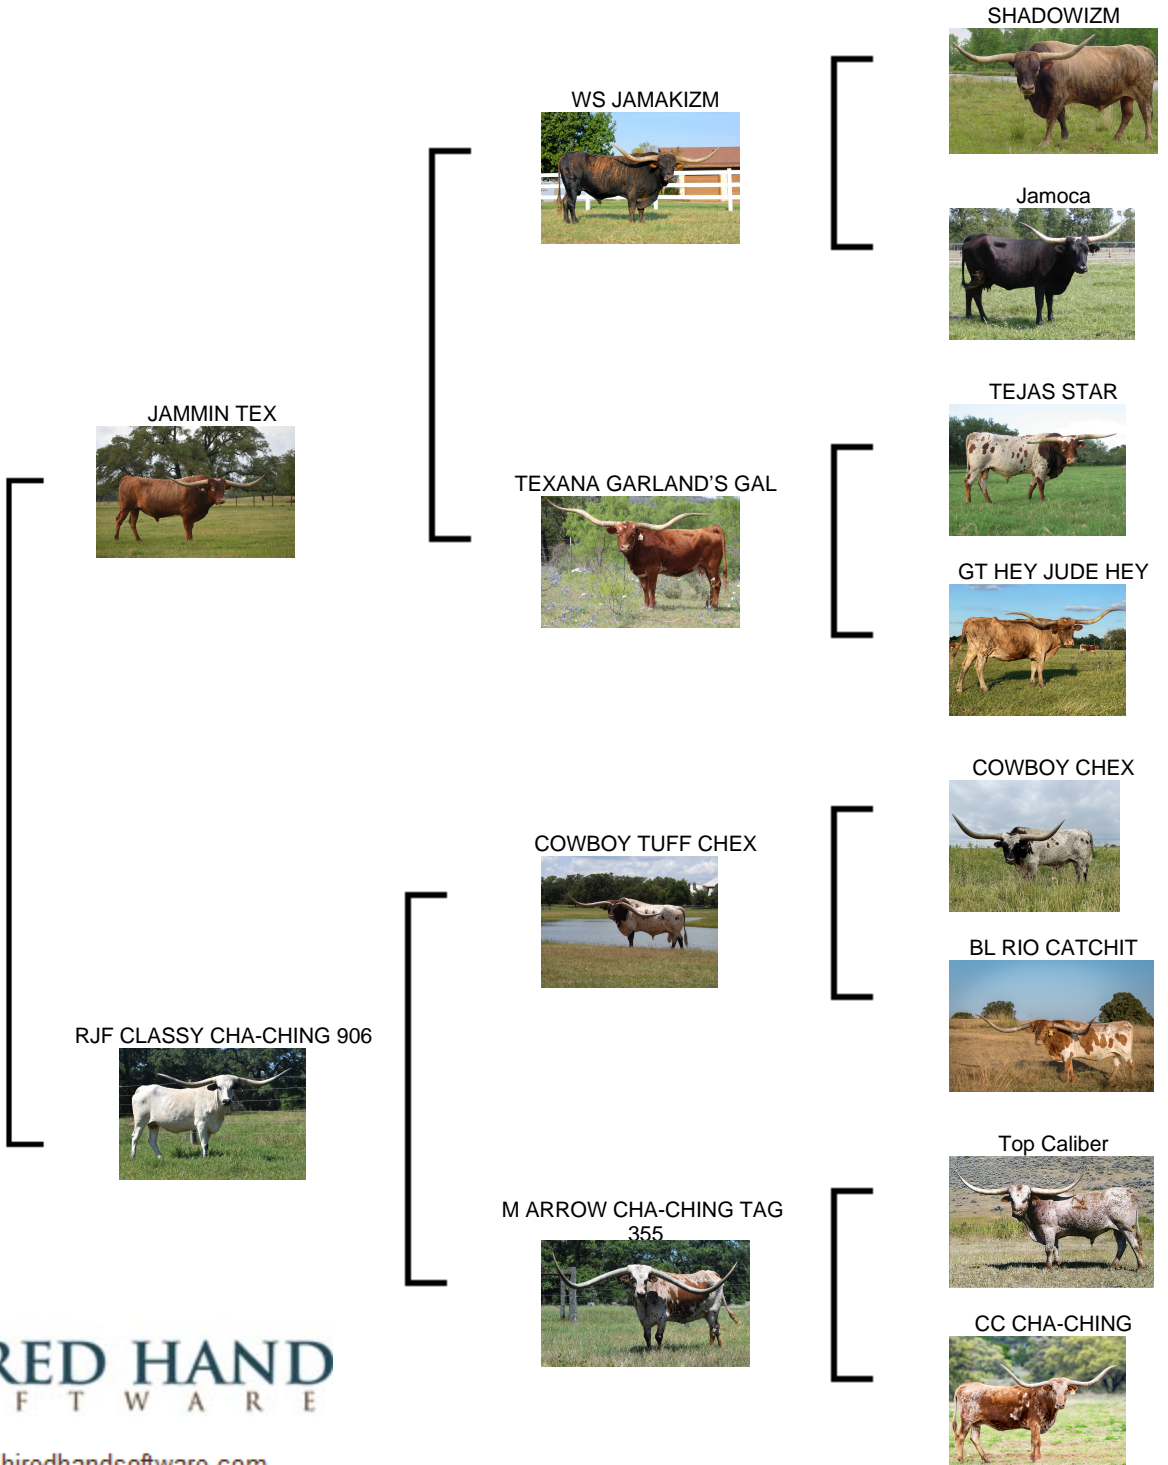 SHADOWIZM
WS JAMAKIZM
Jamoca
TEJAS STAR
JAMMIN TEX
TEXANA GARLAND'S GAL
GT HEY JUDE HEY
COWBOY CHEX
COWBOY TUFF CHEX
BL RIO CATCHIT
RJF CLASSY CHA-CHING 906
Top Caliber
M ARROW CHA-CHING TAG
355
CC CHA-CHING
RED HAND
F T W A R E
hiredhandsoftware.com